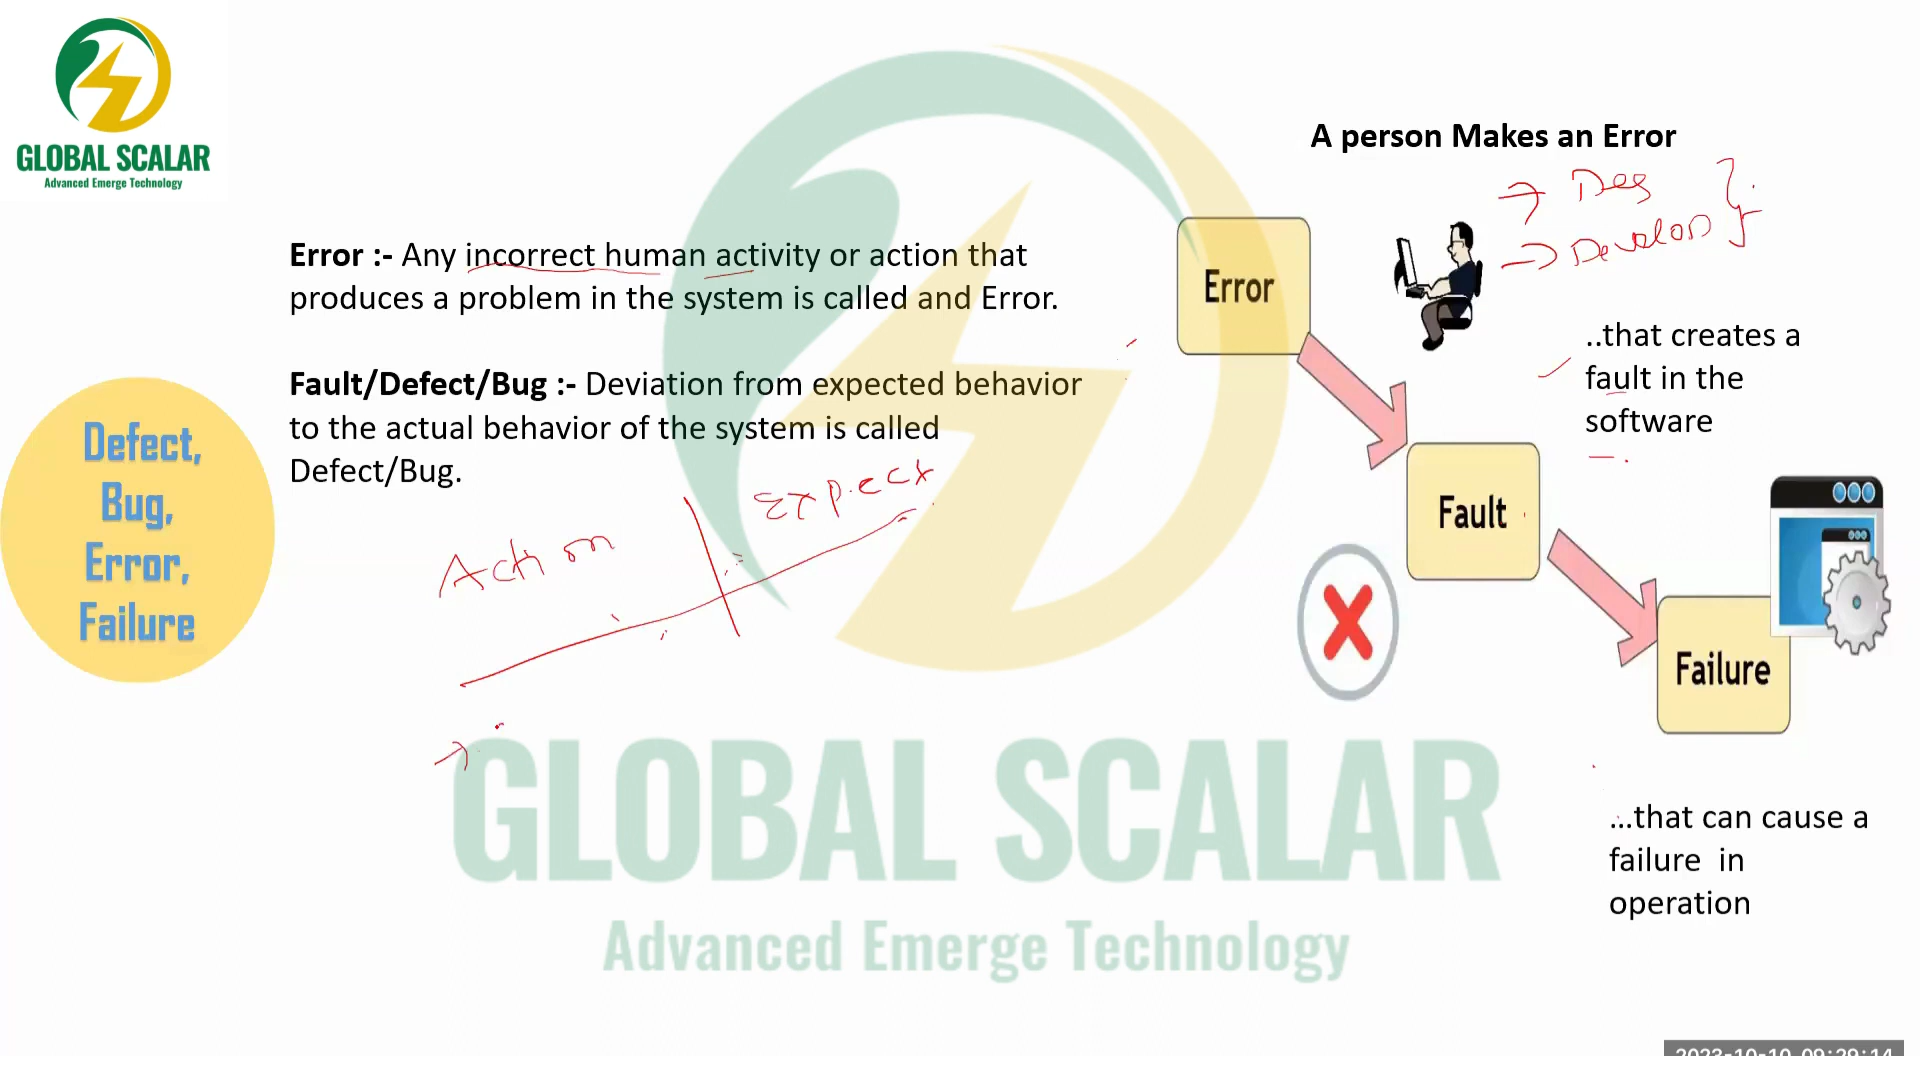 GLOBAL SCALAR
Advanced Emerge Technology
A person Makes an Error
→ Des
→ Develop
Error :- Any incorrect human activity or action that
produces a problem in the system is called and Error.
Error
..that creates a
fault in the
software
Fault/Defect/Bug :- Deviation from expected behavior
to the actual behavior of the system is called
Defect/Bug.
Defect,
Bug,
Error,
Failure
Expect
Action
Fault
Failure
GLOBAL SCALAR
Advanced Emerge Technology
...that can cause a
failure in
operation